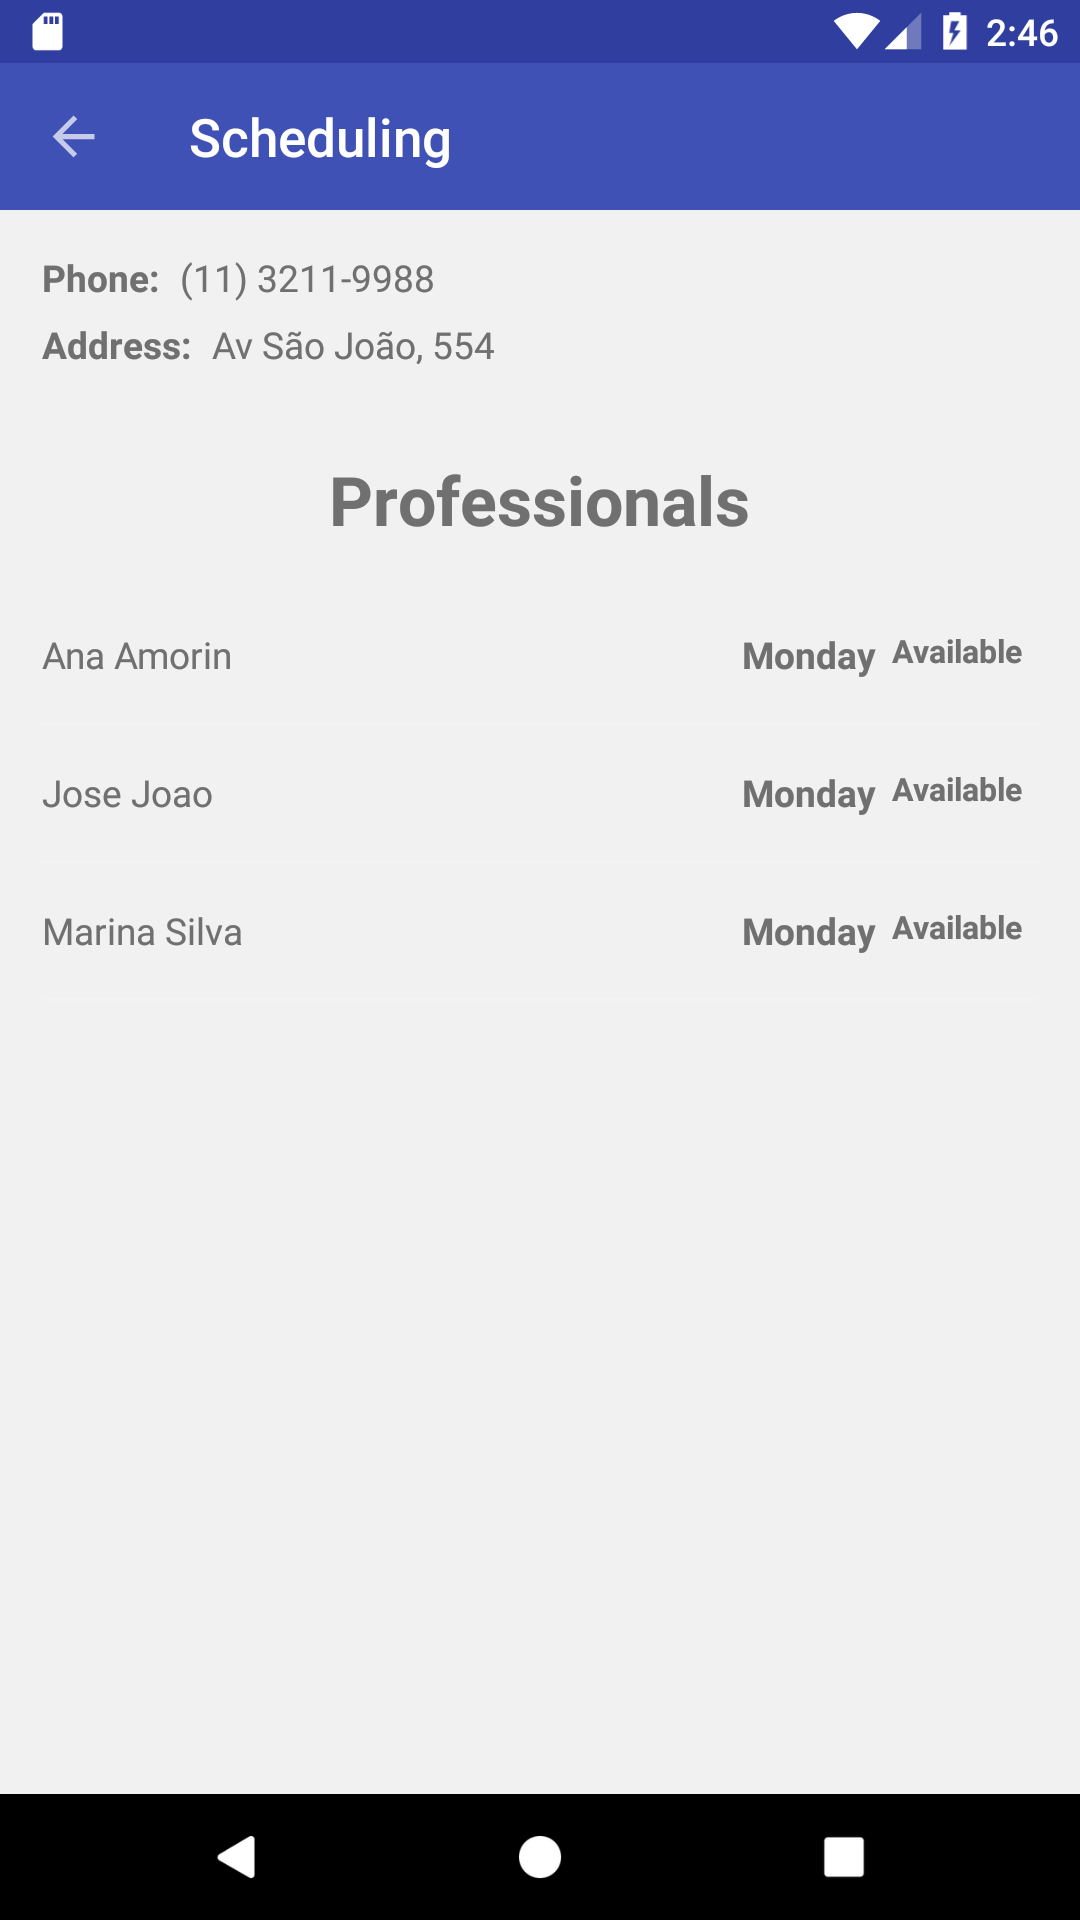 2:46
Scheduling
Phone: (11) 3211-9988
Address: Av São João, 554
Professionals
Ana Amorin Monday Available
Jose Joao Monday Available
Marina Silva Monday Available